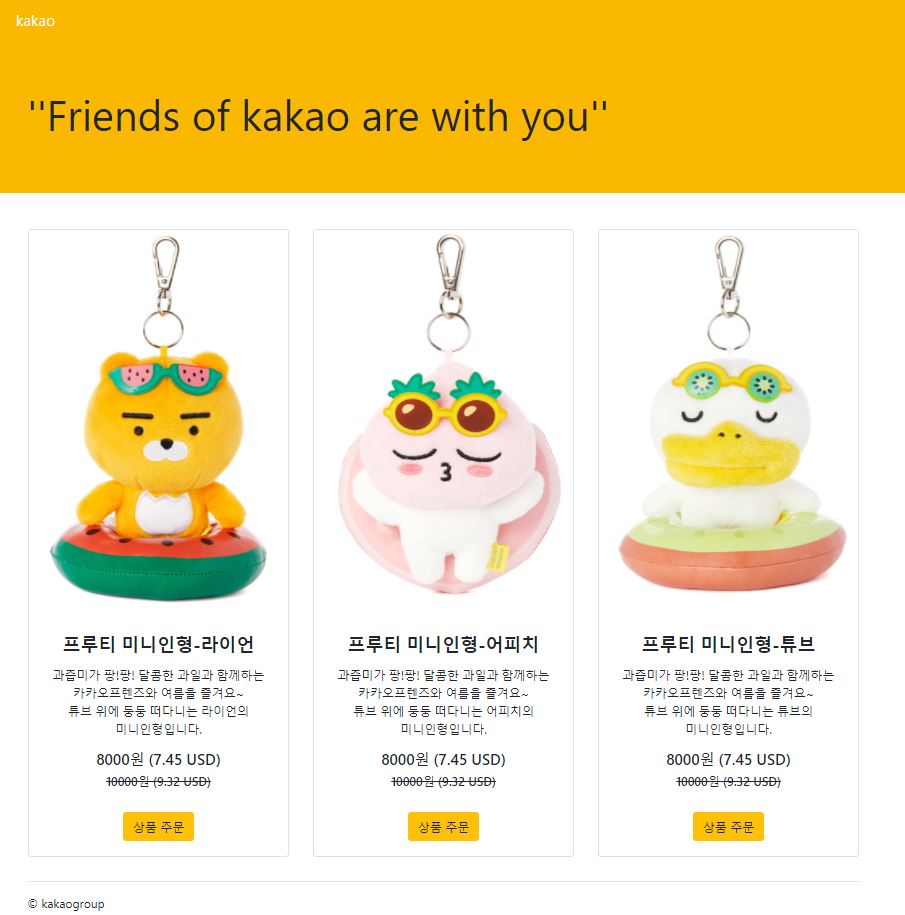 kakao
''Friends of kakao are with you''
프루티 미니인형-라이언
과즙미가 팡!팡! 달콤한 과일과 함께하는
카카오프렌즈와 여름을 즐겨요~
튜브 위에 둥둥 떠다니는 라이언의
미니인형입니다.
8000원 (7.45 USD)
10000원 (9.32 USD)
상품 주문
프루티 미니인형-어피치
과즙미가 팡!팡! 달콤한 과일과 함께하는
카카오프렌즈와 여름을 즐겨요~
튜브 위에 둥둥 떠다니는 어피치의
미니인형입니다.
8000원 (7.45 USD)
10000원 (9.32 USD)
상품 주문
프루티 미니인형-튜브
과즙미가 팡!팡! 달콤한 과일과 함께하는
카카오프렌즈와 여름을 즐겨요~
튜브 위에 둥둥 떠다니는 튜브의
미니인형입니다.
8000원 (7.45 USD)
10000원 (9.32 USD)
상품 주문
© kakaogroup